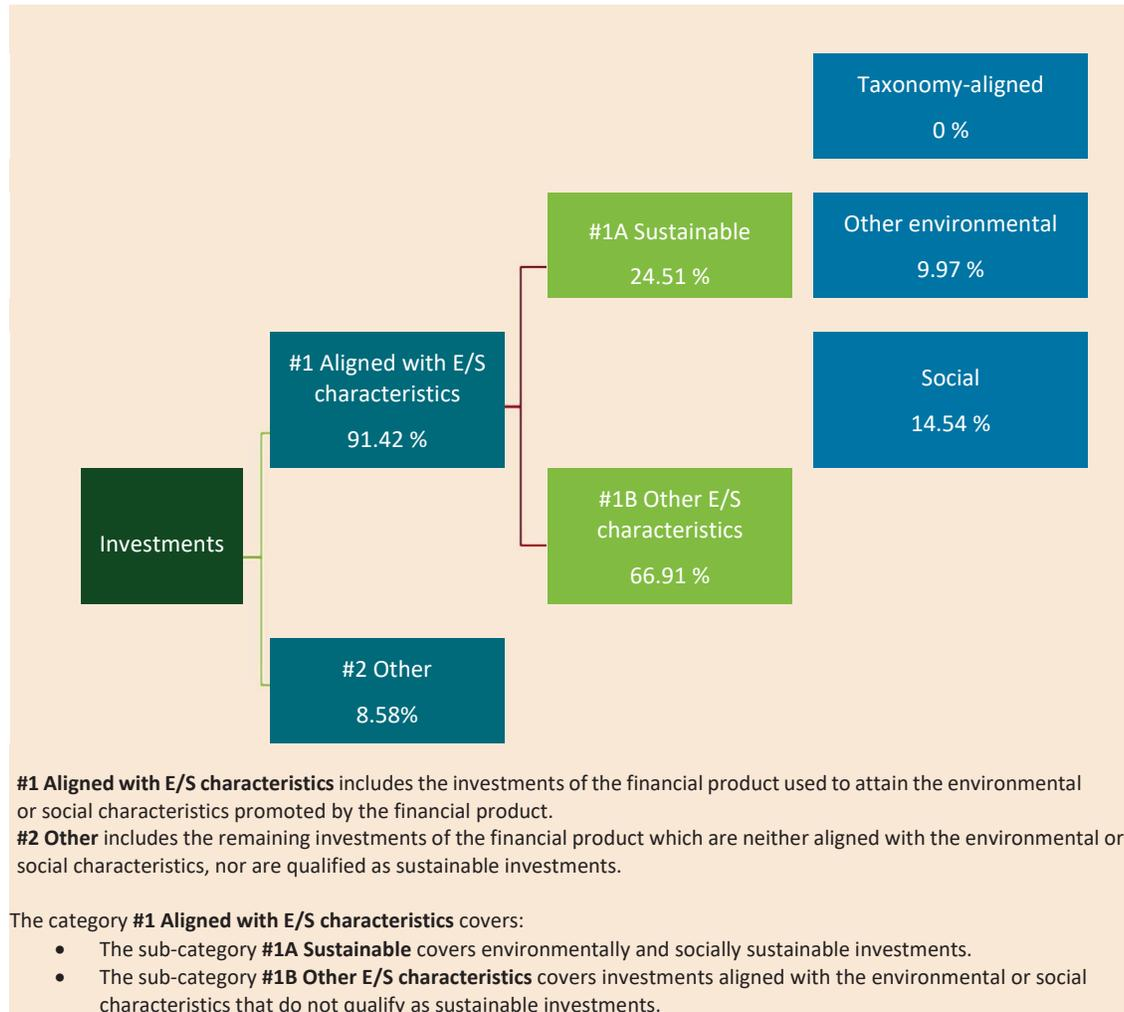 Taxonomy-aligned
0 %
#1A Sustainable
24.51 %
Other environmental
9.97 %
#1 Aligned with E/S
characteristics
91.42 %
Social
14.54 %
Investments
#1B Other E/S
characteristics
66.91 %
#2 Other
8.58%
#1 Aligned with E/S characteristics includes the investments of the financial product used to attain the environmental
or social characteristics promoted by the financial product.
#2 Other includes the remaining investments of the financial product which are neither aligned with the environmental or
social characteristics, nor are qualified as sustainable investments.
The category #1 Aligned with E/S characteristics covers:
• The sub-category #1A Sustainable covers environmentally and socially sustainable investments.
• The sub-category #1B Other E/S characteristics covers investments aligned with the environmental or social
characteristics that do not qualify as sustainable investments.